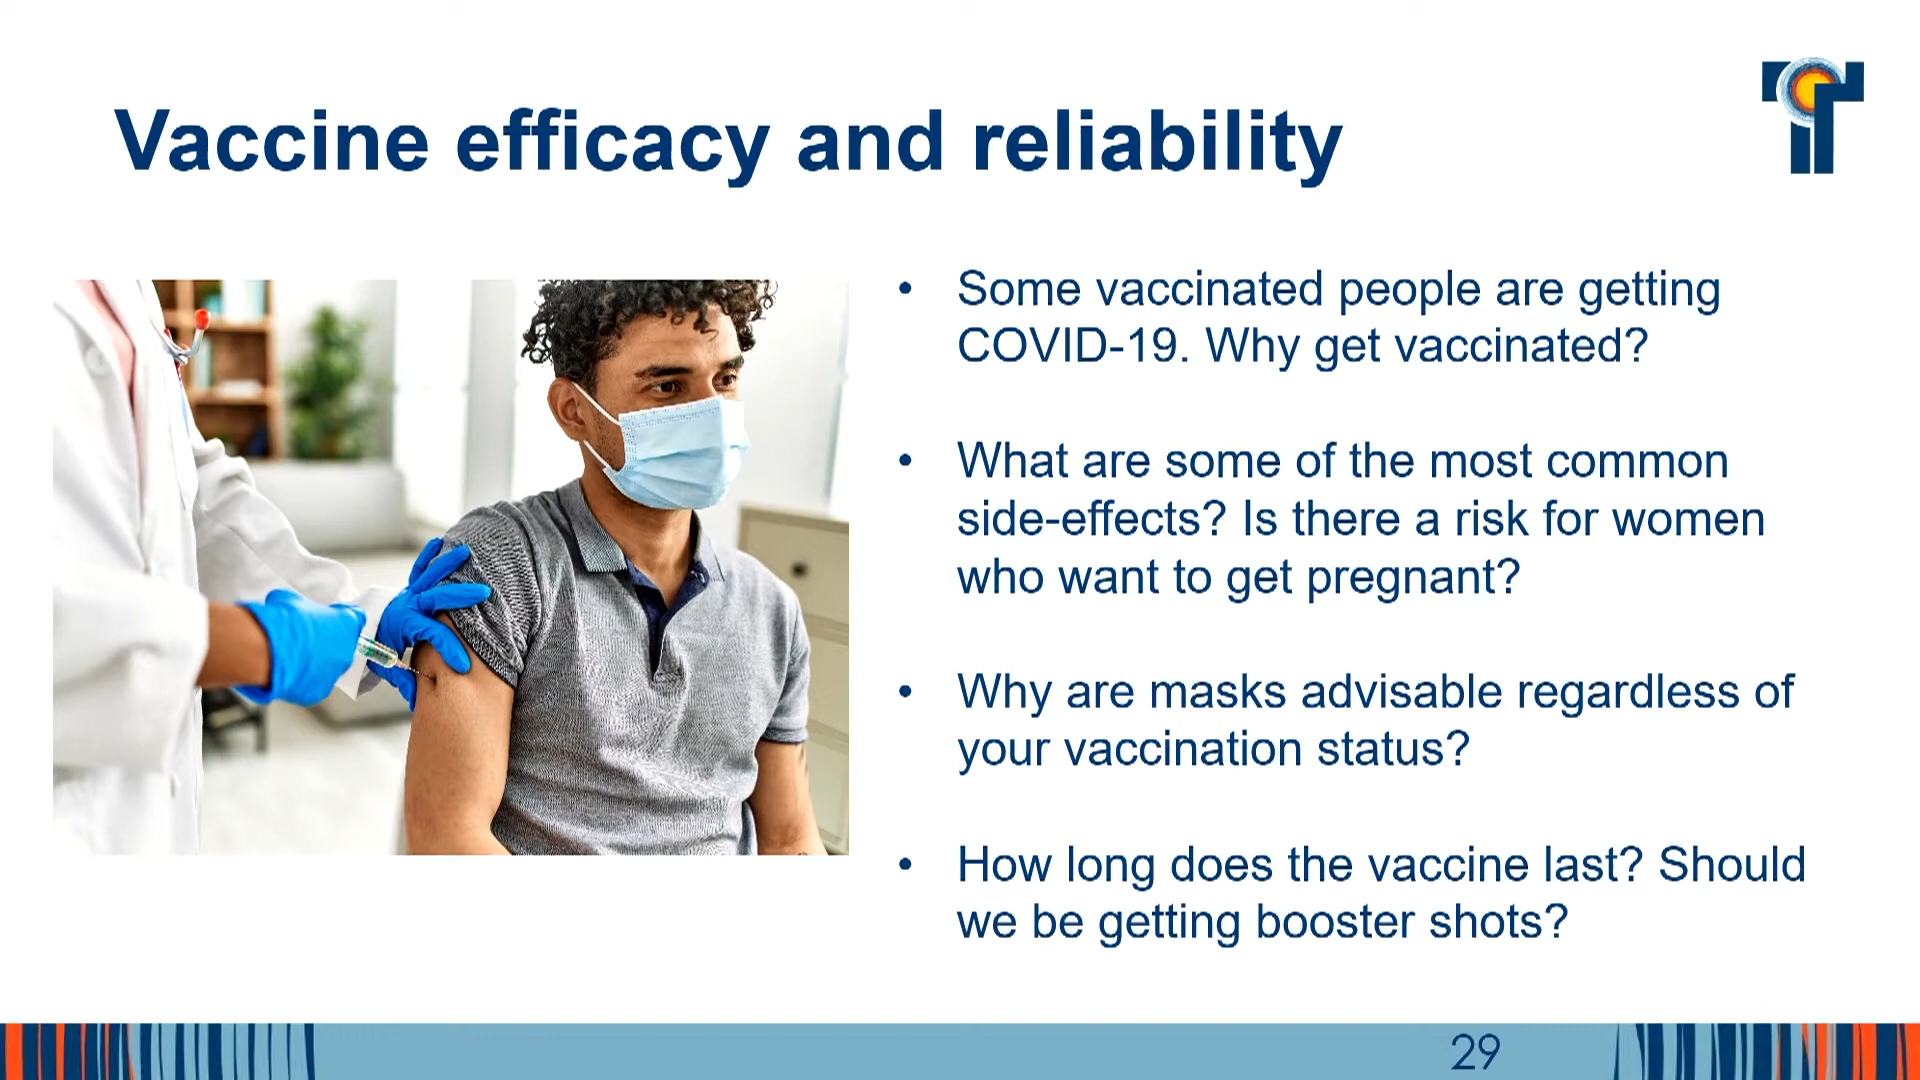 Vaccine efficacy and reliability
• Some vaccinated people are getting
COVID-19. Why get vaccinated?
• What are some of the most common
side-effects? Is there a risk for women
who want to get pregnant?
• Why are masks advisable regardless of
your vaccination status?
• How long does the vaccine last? Should
we be getting booster shots?
29